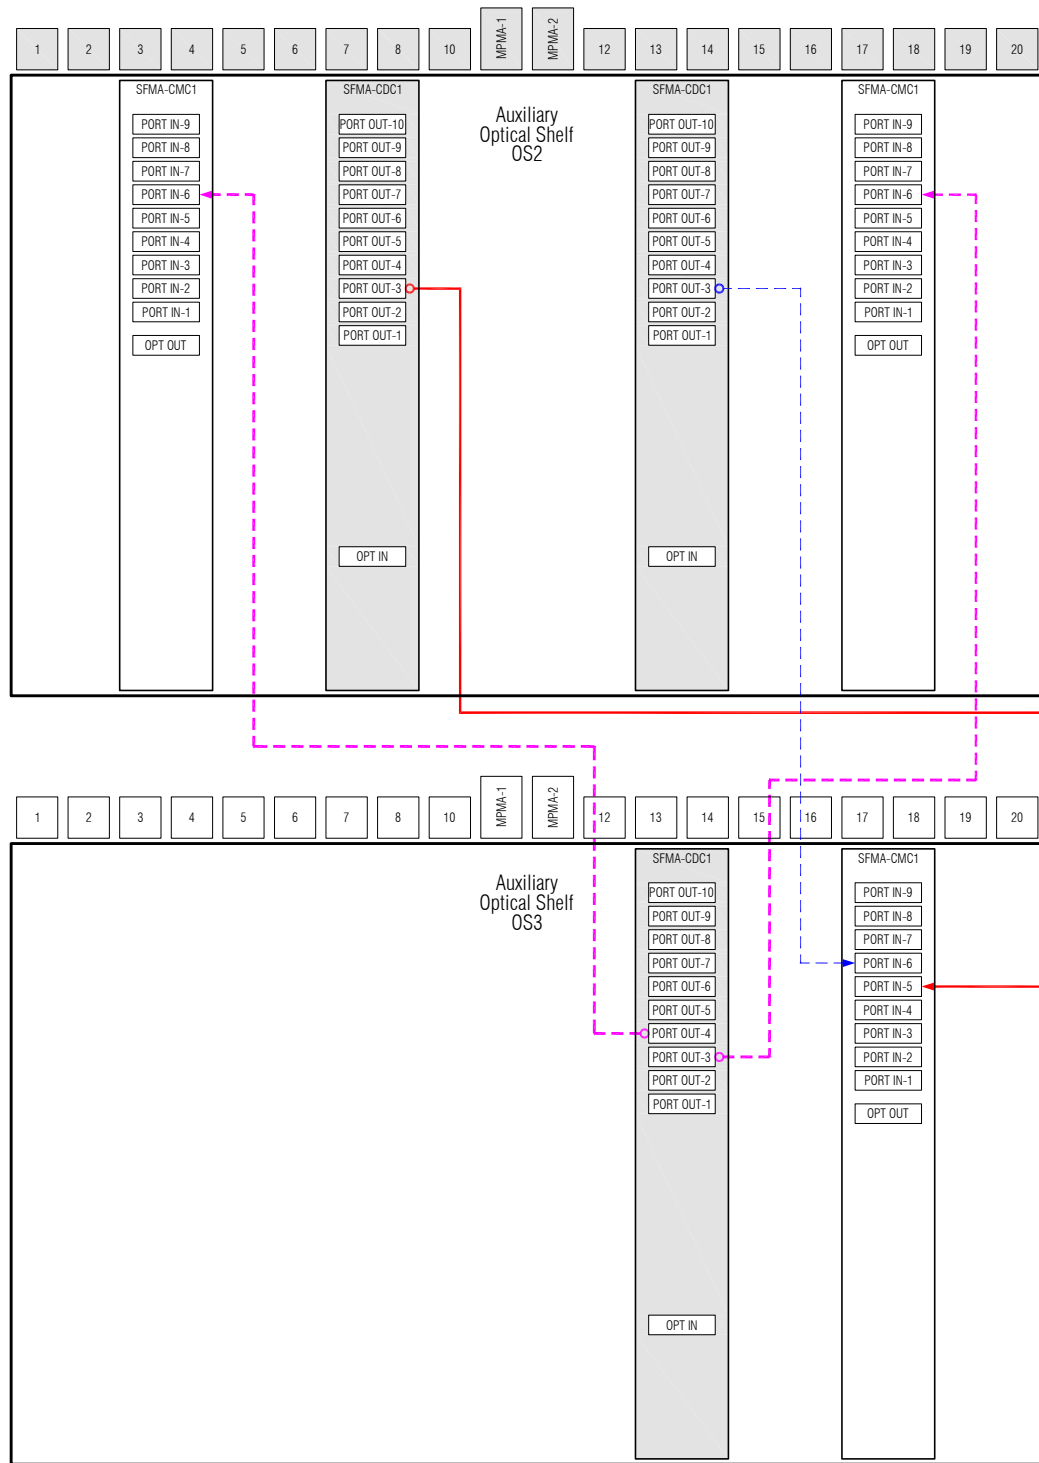 1 2 3 4 5 6 7 8 10 MPMA-1 MPMA-2 12 13 14 15 16 17 18 19 20
SFMA-CMC1
PORT IN-9
PORT IN-8
PORT IN-7
PORT IN-6
PORT IN-5
PORT IN-4
PORT IN-3
PORT IN-2
PORT IN-1
OPT OUT
SFMA-CDC1
PORT OUT-10
PORT OUT-9
PORT OUT-8
PORT OUT-7
PORT OUT-6
PORT OUT-5
PORT OUT-4
PORT OUT-3
PORT OUT-2
PORT OUT-1
OPT IN
Auxiliary
Optical Shelf
OS2
SFMA-CDC1
PORT OUT-10
PORT OUT-9
PORT OUT-8
PORT OUT-7
PORT OUT-6
PORT OUT-5
PORT OUT-4
PORT OUT-3
PORT OUT-2
PORT OUT-1
OPT IN
SFMA-CMC1
PORT IN-9
PORT IN-8
PORT IN-7
PORT IN-6
PORT IN-5
PORT IN-4
PORT IN-3
PORT IN-2
PORT IN-1
OPT OUT
1 2 3 4 5 6 7 8 10 MPMA-1 MPMA-2 12 13 14 15 16 17 18 19 20
Auxiliary
Optical Shelf
OS3
SFMA-CDC1
PORT OUT-10
PORT OUT-9
PORT OUT-8
PORT OUT-7
PORT OUT-6
PORT OUT-5
PORT OUT-4
PORT OUT-3
PORT OUT-2
PORT OUT-1
OPT IN
SFMA-CMC1
PORT IN-9
PORT IN-8
PORT IN-7
PORT IN-6
PORT IN-5
PORT IN-4
PORT IN-3
PORT IN-2
PORT IN-1
OPT OUT